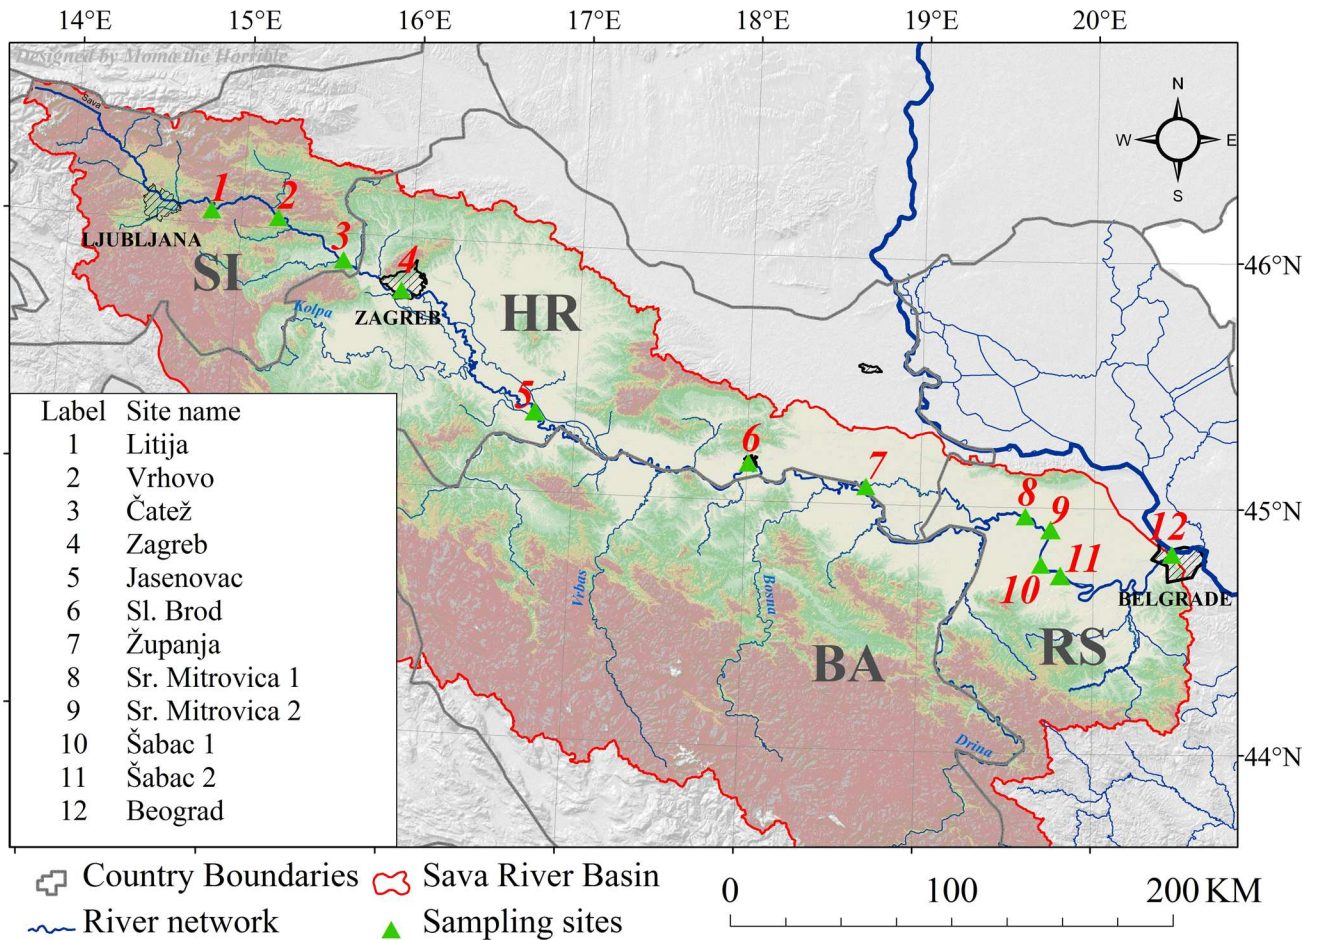 14°E 15°E 16°E 17°E 18°E 19°E 20°E
Designed by Moma the Horrible
Sava
N
W E
S
1 2
LJUBLJANA
3
SI
4
46°N
HR
Kolpa
ZAGREB
5
Label Site name
1 Litija
2 Vrhovo
3 Čatež
4 Zagreb
5 Jasenovac
6 Sl. Brod
7 Županja
8 Sr. Mitrovica 1
9 Sr. Mitrovica 2
10 Šabac 1
11 Šabac 2
12 Beograd
6
7
8
9
45°N
12
11
10
Vrbas
Bosna
BELGRADE
BA
RS
Drina
44°N
Country Boundaries
Sava River Basin
River network
Sampling sites
0 100 200 KM